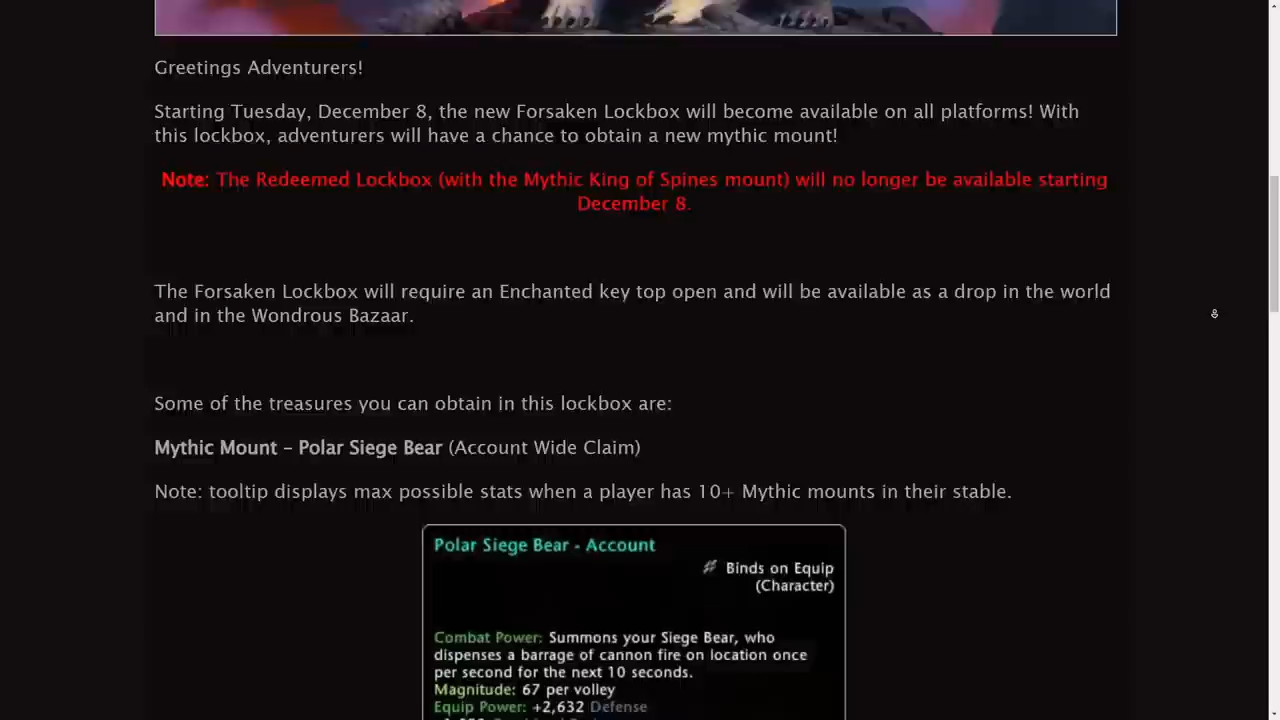 Greetings Adventurers!
Starting Tuesday, December 8, the new Forsaken Lockbox will become available on all platforms! With
this lockbox, adventurers will have a chance to obtain a new mythic mount!
Note: The Redeemed Lockbox (with the Mythic King of Spines mount) will no longer be available starting
December 8.
The Forsaken Lockbox will require an Enchanted key top open and will be available as a drop in the world
and in the Wondrous Bazaar.
Some of the treasures you can obtain in this lockbox are:
Mythic Mount – Polar Siege Bear (Account Wide Claim)
Note: tooltip displays max possible stats when a player has 10+ Mythic mounts in their stable.
Polar Siege Bear - Account
Binds on Equip
(Character)
Combat Power: Summons your Siege Bear, who
dispenses a barrage of cannon fire on location once
per second for the next 10 seconds.
Magnitude: 67 per volley
Equip Power: +2,632 Defense